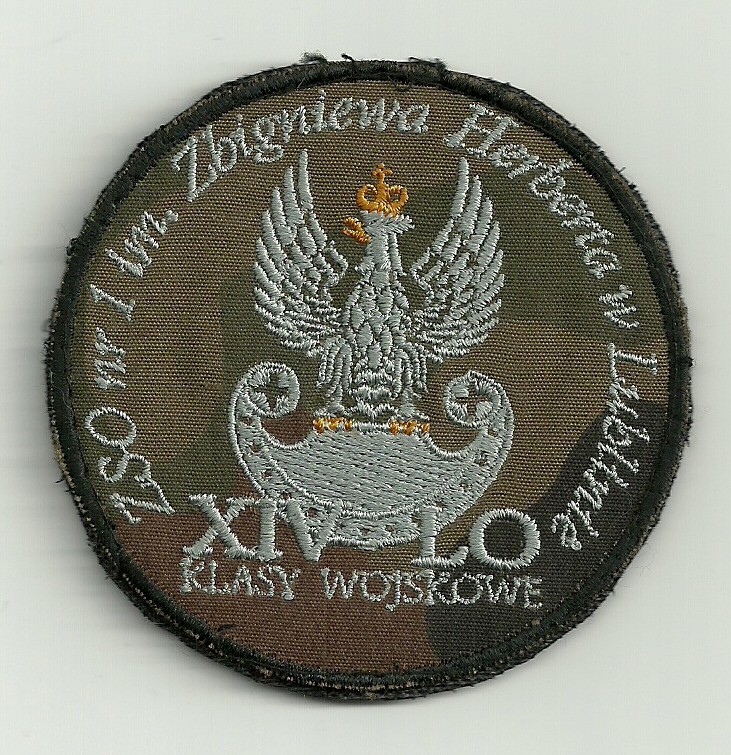 ZSO nr 1 im. Zbigniewa Herberta w Lublinie
XIV LO
KLASY WOJSKOWE